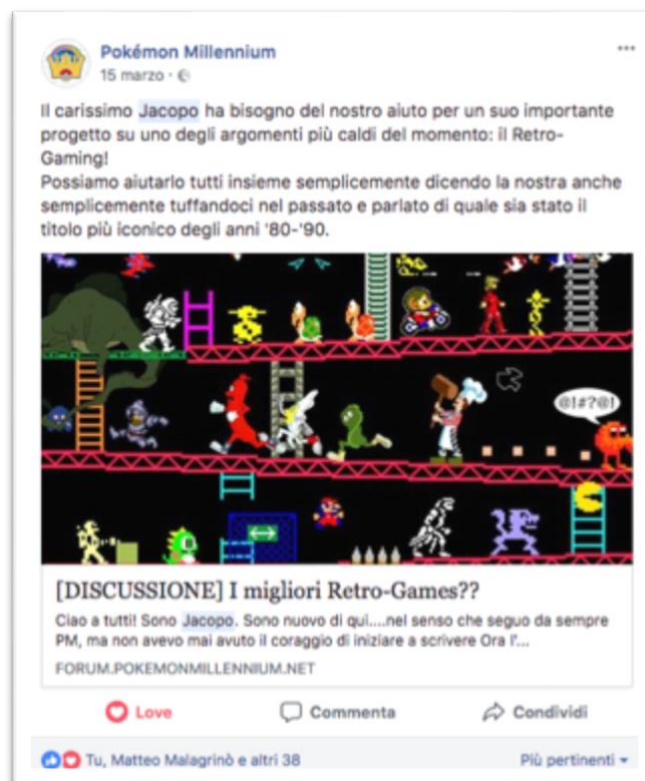 Pokémon Millennium
15 marzo ·
Il carissimo Jacopo ha bisogno del nostro aiuto per un suo importante
progetto su uno degli argomenti più caldi del momento: il Retro-
Gaming!
Possiamo aiutarlo tutti insieme semplicemente dicendo la nostra anche
semplicemente tuffandoci nel passato e parlato di quale sia stato il
titolo più iconico degli anni '80-'90.
@!#?@!
[DISCUSSIONE] I migliori Retro-Games??
Ciao a tutti! Sono Jacopo. Sono nuovo di qui....nel senso che seguo da sempre
PM, ma non avevo mai avuto il coraggio di iniziare a scrivere Ora l'...
FORUM.POKEMONMILLENNIUM.NET
Love Commenta Condividi
Tu, Matteo Malagrinò e altri 38 Più pertinenti